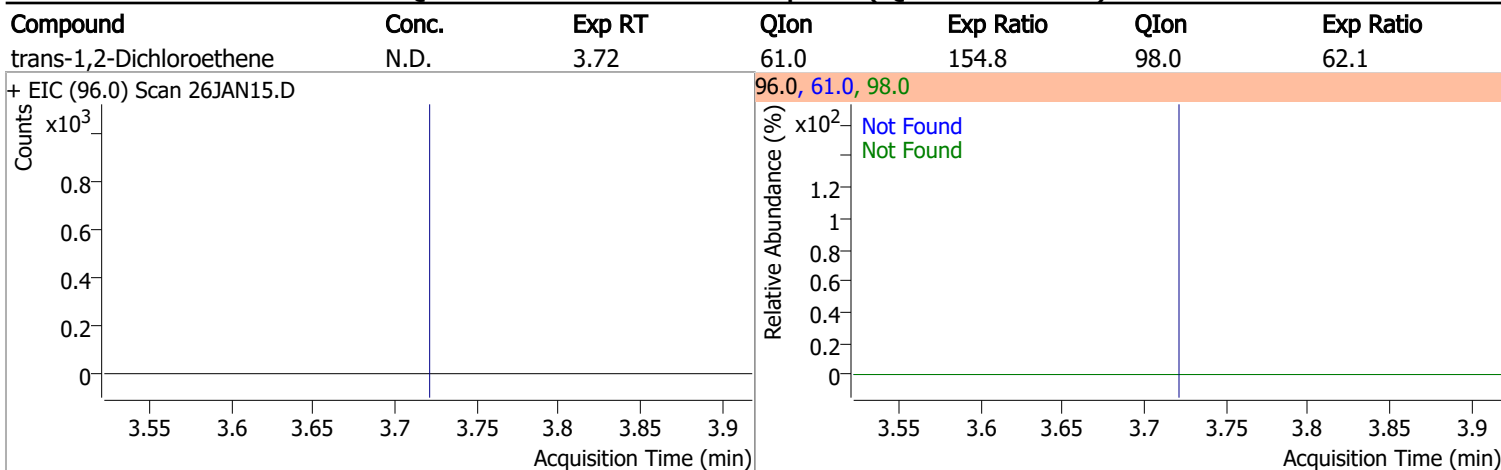 Compound Conc. Exp RT QIon Exp Ratio QIon Exp Ratio
trans-1,2-Dichloroethene N.D. 3.72 61.0 154.8 98.0 62.1
+ EIC (96.0) Scan 26JAN15.D
Counts
x10³
0.8
0.6
0.4
0.2
0
3.55 3.6 3.65 3.7 3.75 3.8 3.85 3.9
Acquisition Time (min)
96.0, 61.0, 98.0
Relative Abundance (%)
x10²
Not Found
Not Found
1.2
1
0.8
0.6
0.4
0.2
0
3.55 3.6 3.65 3.7 3.75 3.8 3.85 3.9
Acquisition Time (min)